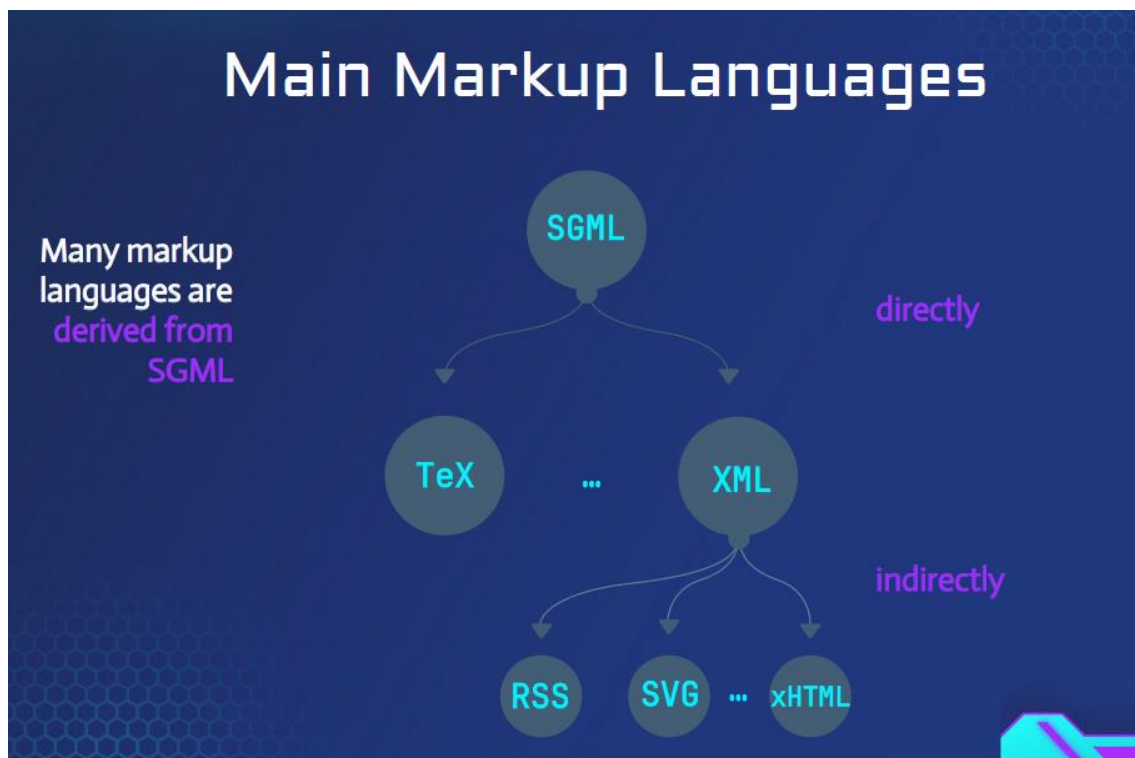 Main Markup Languages
SGML
Many markup
languages are
derived from
SGML
directly
TeX
...
XML
indirectly
RSS
SVG
...
xHTML